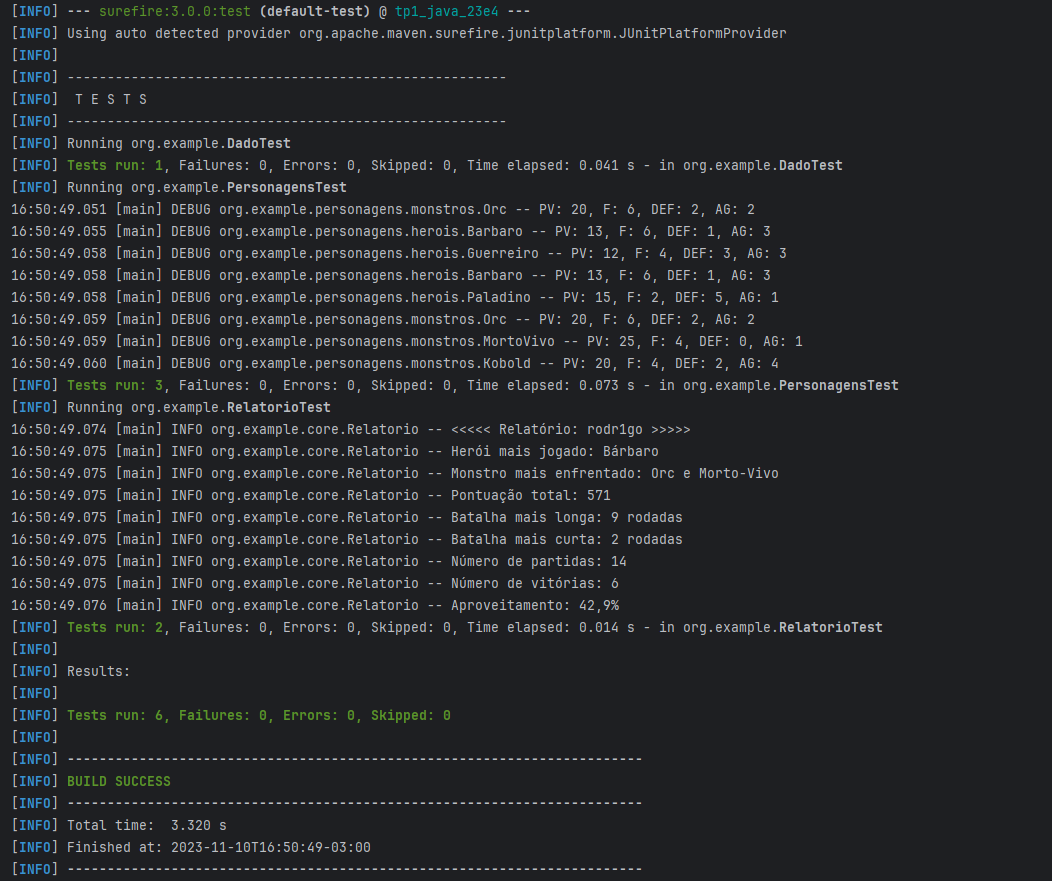 [INFO] --- surefire:3.0.0:test (default-test) @ tp1_java_23e4 ---
[INFO] Using auto detected provider org.apache.maven.surefire.junitplatform.JUnitPlatformProvider
[INFO]
[INFO] -------------------------------------------------------
[INFO]  T E S T S
[INFO] -------------------------------------------------------
[INFO] Running org.example.DadoTest
[INFO] Tests run: 1, Failures: 0, Errors: 0, Skipped: 0, Time elapsed: 0.041 s - in org.example.DadoTest
[INFO] Running org.example.PersonagensTest
16:50:49.051 [main] DEBUG org.example.personagens.monstros.Orc -- PV: 20, F: 6, DEF: 2, AG: 2
16:50:49.055 [main] DEBUG org.example.personagens.herois.Barbaro -- PV: 13, F: 6, DEF: 1, AG: 3
16:50:49.058 [main] DEBUG org.example.personagens.herois.Guerreiro -- PV: 12, F: 4, DEF: 3, AG: 3
16:50:49.058 [main] DEBUG org.example.personagens.herois.Barbaro -- PV: 13, F: 6, DEF: 1, AG: 3
16:50:49.058 [main] DEBUG org.example.personagens.herois.Paladino -- PV: 15, F: 2, DEF: 5, AG: 1
16:50:49.059 [main] DEBUG org.example.personagens.monstros.Orc -- PV: 20, F: 6, DEF: 2, AG: 2
16:50:49.059 [main] DEBUG org.example.personagens.monstros.MortoVivo -- PV: 25, F: 4, DEF: 0, AG: 1
16:50:49.060 [main] DEBUG org.example.personagens.monstros.Kobold -- PV: 20, F: 4, DEF: 2, AG: 4
[INFO] Tests run: 3, Failures: 0, Errors: 0, Skipped: 0, Time elapsed: 0.073 s - in org.example.PersonagensTest
[INFO] Running org.example.RelatorioTest
16:50:49.074 [main] INFO org.example.core.Relatorio -- <<<<< Relatório: rodr1go >>>>>
16:50:49.075 [main] INFO org.example.core.Relatorio -- Herói mais jogado: Bárbaro
16:50:49.075 [main] INFO org.example.core.Relatorio -- Monstro mais enfrentado: Orc e Morto-Vivo
16:50:49.075 [main] INFO org.example.core.Relatorio -- Pontuação total: 571
16:50:49.075 [main] INFO org.example.core.Relatorio -- Batalha mais longa: 9 rodadas
16:50:49.075 [main] INFO org.example.core.Relatorio -- Batalha mais curta: 2 rodadas
16:50:49.075 [main] INFO org.example.core.Relatorio -- Número de partidas: 14
16:50:49.075 [main] INFO org.example.core.Relatorio -- Número de vitórias: 6
16:50:49.076 [main] INFO org.example.core.Relatorio -- Aproveitamento: 42,9%
[INFO] Tests run: 2, Failures: 0, Errors: 0, Skipped: 0, Time elapsed: 0.014 s - in org.example.RelatorioTest
[INFO]
[INFO] Results:
[INFO]
[INFO] Tests run: 6, Failures: 0, Errors: 0, Skipped: 0
[INFO]
[INFO] ------------------------------------------------------------------------
[INFO] BUILD SUCCESS
[INFO] ------------------------------------------------------------------------
[INFO] Total time:  3.320 s
[INFO] Finished at: 2023-11-10T16:50:49-03:00
[INFO] ------------------------------------------------------------------------